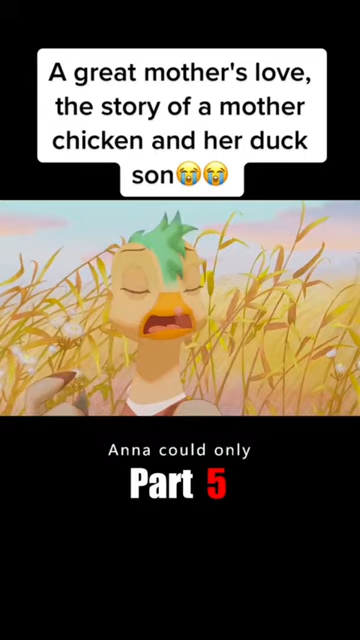 A great mother's love,
the story of a mother
chicken and her duck
son😭😭
Anna could only
Part 5